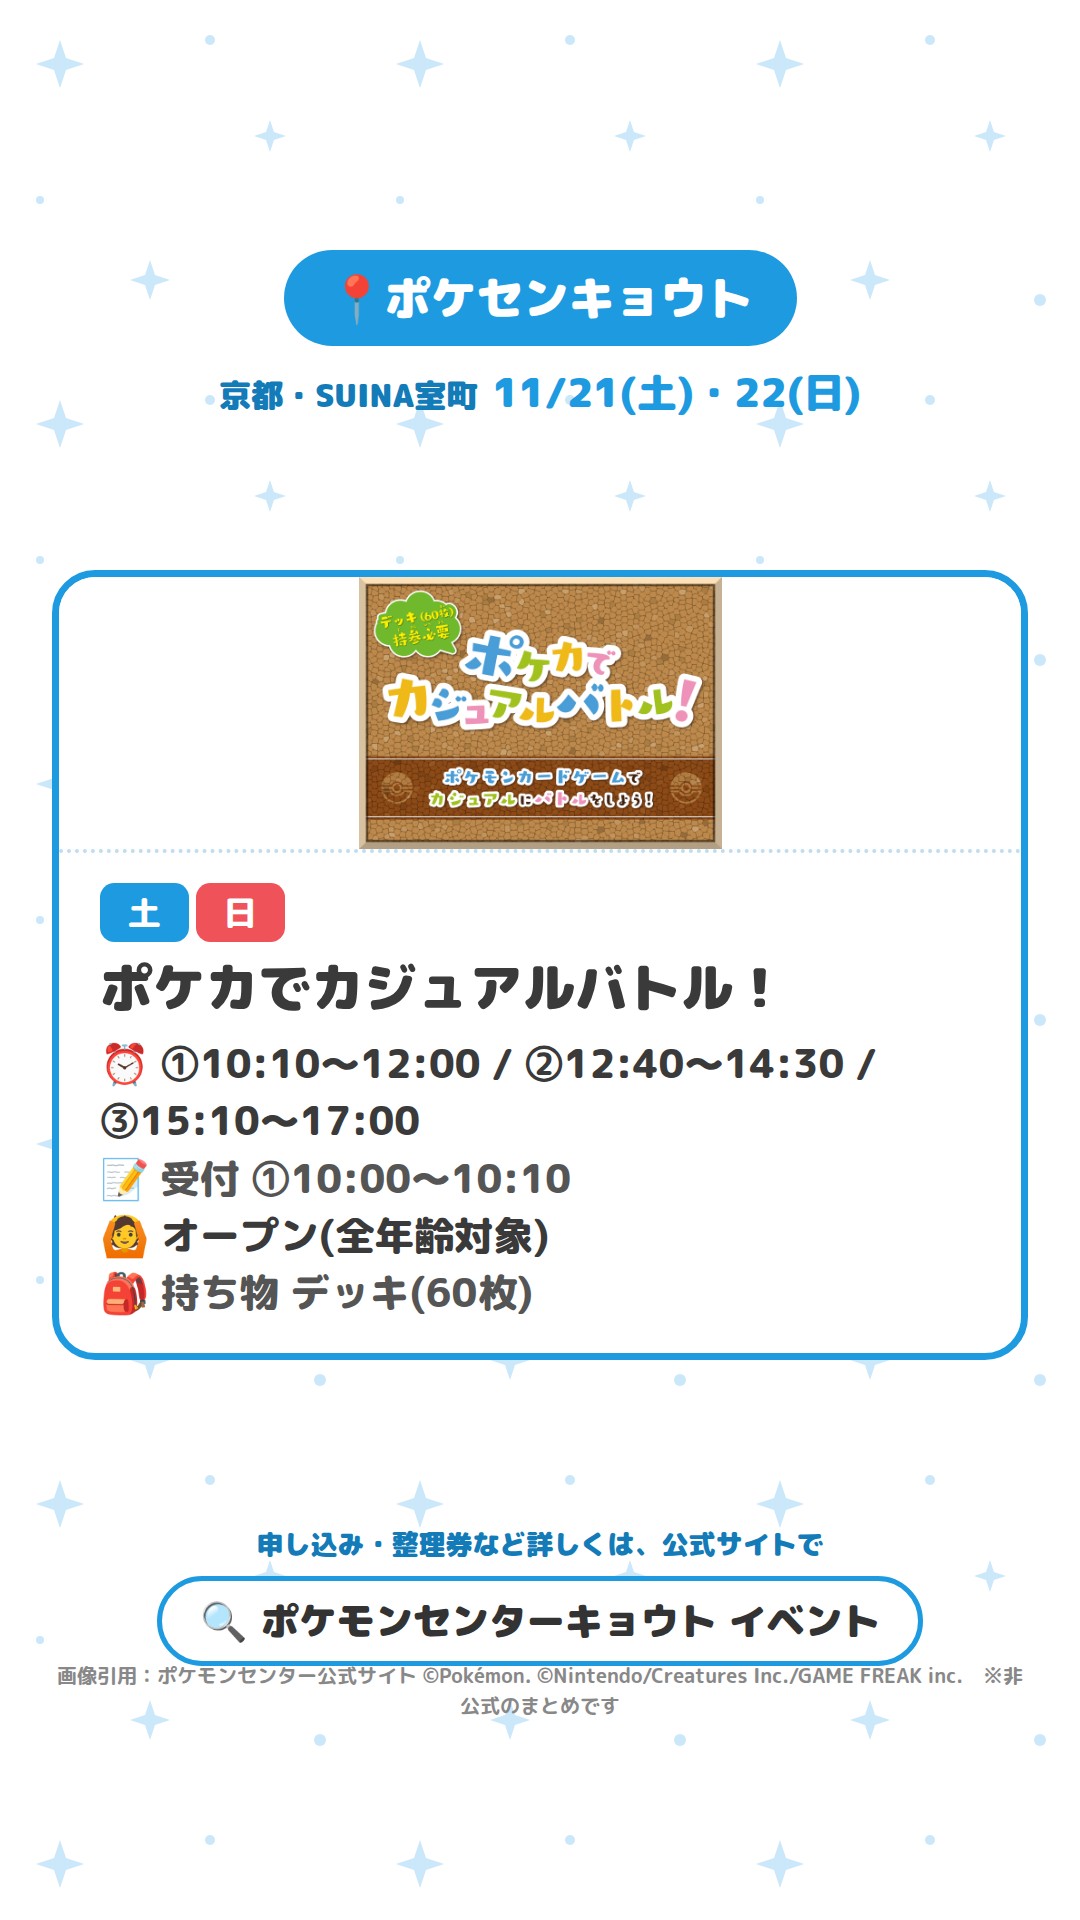 📍ポケセンキョウト
京都・SUINA室町 11/21(土)・22(日)
デッキ(60枚)
持参必要
ポケカで
カジュアルバトル!
ポケモンカードゲームで
カジュアルにバトルをしよう!
土 日
ポケカでカジュアルバトル！
⏰ ①10:10〜12:00 / ②12:40〜14:30 /
③15:10〜17:00
📝 受付 ①10:00〜10:10
🙆 オープン(全年齢対象)
🎒 持ち物 デッキ(60枚)
申し込み・整理券など詳しくは、公式サイトで
🔍 ポケモンセンターキョウト イベント
画像引用：ポケモンセンター公式サイト ©Pokémon. ©Nintendo/Creatures Inc./GAME FREAK inc.　※非
公式のまとめです